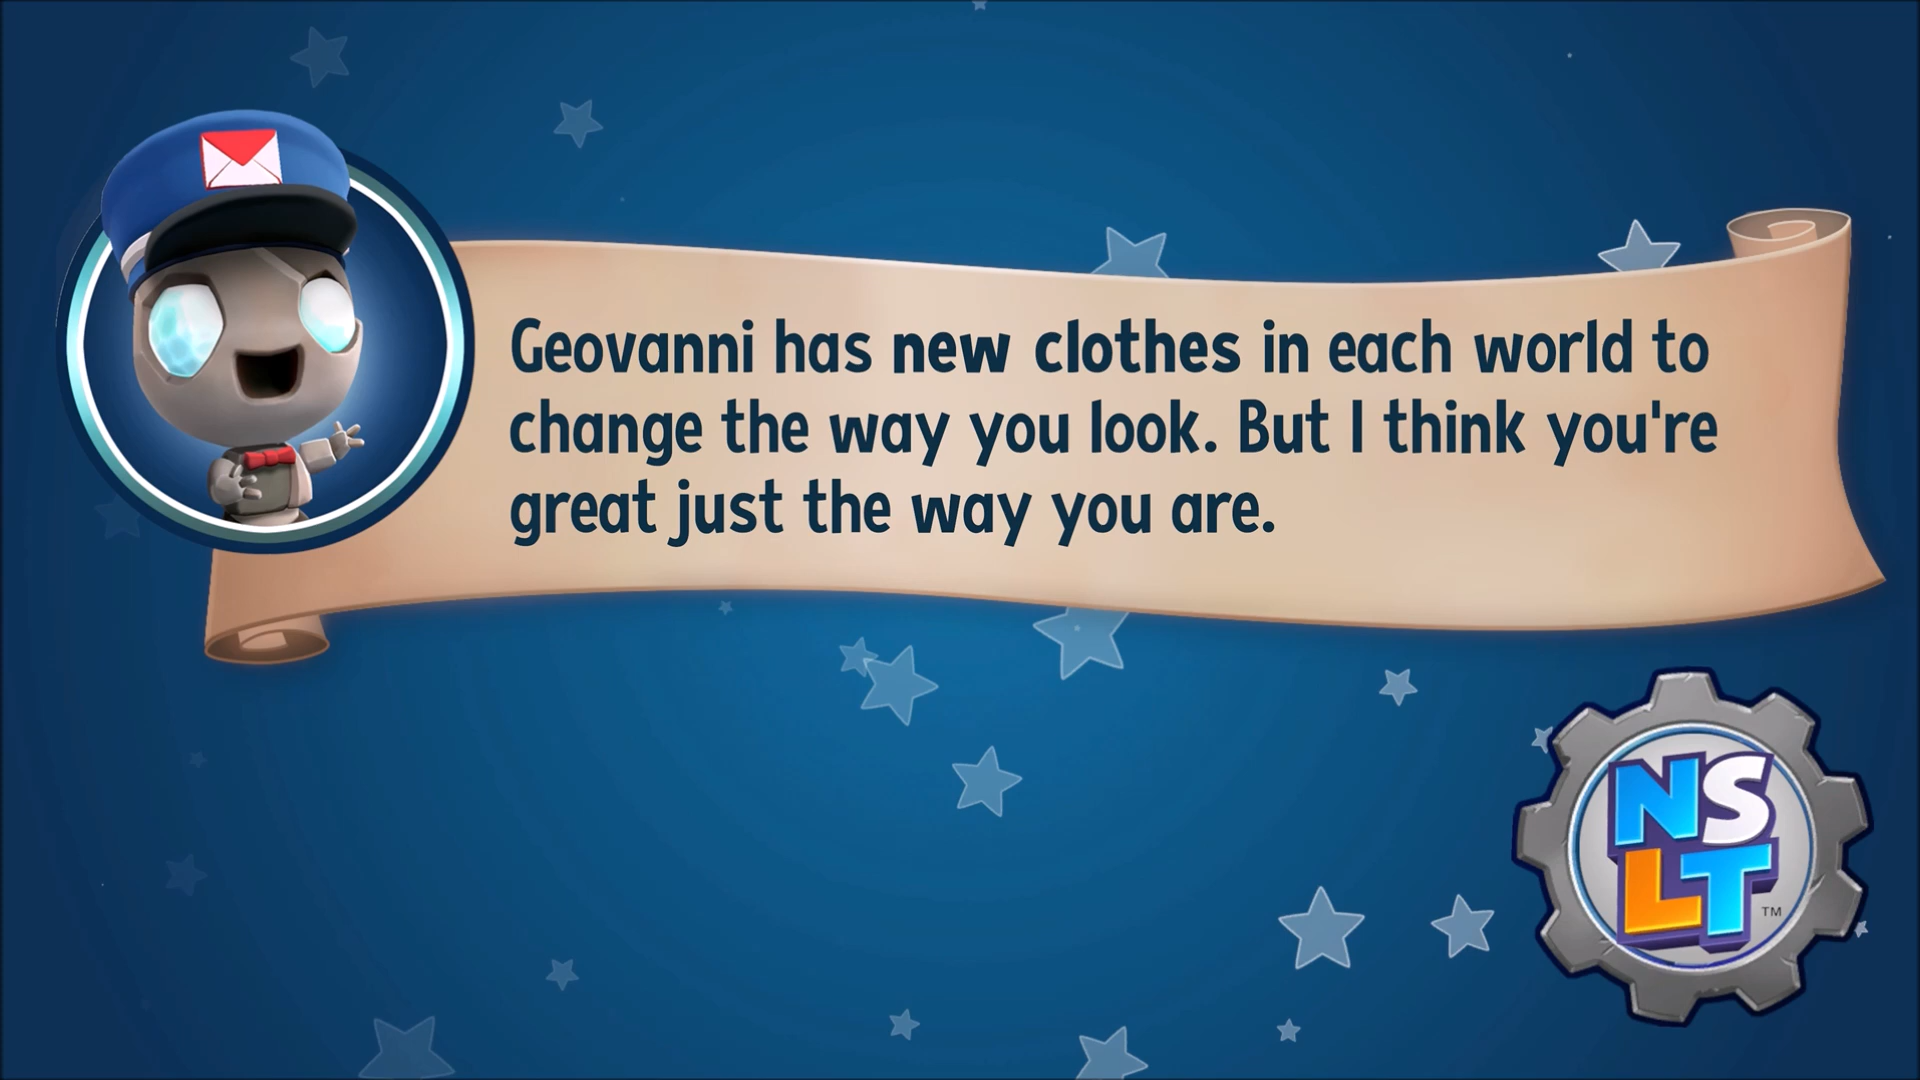 Geovanni has new clothes in each world to
change the way you look. But I think you're
great just the way you are.
NS
LT
TM